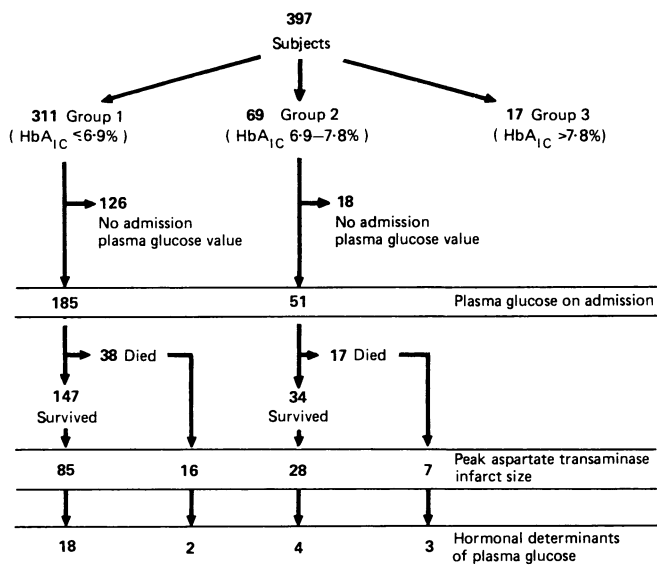 397
Subjects
311 Group 1
( HbA1C ≤6·9%)
69 Group 2
( HbA1C 6·9–7·8%)
17 Group 3
( HbA1C >7·8%)
126
No admission
plasma glucose value
18
No admission
plasma glucose value
185 51 Plasma glucose on admission
38 Died 17 Died
147 34
Survived Survived
85 16 28 7 Peak aspartate transaminase
infarct size
18 2 4 3 Hormonal determinants
of plasma glucose